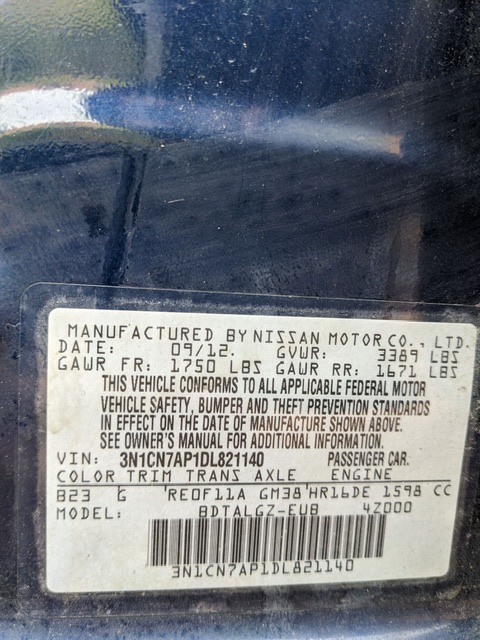 MANUFACTURED BY NISSAN MOTOR CO., LTD.
DATE: 09/12. GVWR: 3389 LBS
GAWR FR: 1750 LBS GAWR RR: 1671 LBS
THIS VEHICLE CONFORMS TO ALL APPLICABLE FEDERAL MOTOR
VEHICLE SAFETY, BUMPER AND THEFT PREVENTION STANDARDS
IN EFFECT ON THE DATE OF MANUFACTURE SHOWN ABOVE.
SEE OWNER'S MANUAL FOR ADDITIONAL INFORMATION.
VIN: 3N1CN7AP1DL821140 PASSENGER CAR.
COLOR TRIM TRANS AXLE ENGINE
B23 G RE0F11A GM38 HR16DE 1598 CC
MODEL: BDTALGZ-EUB 4Z000
3N1CN7AP1DL821140